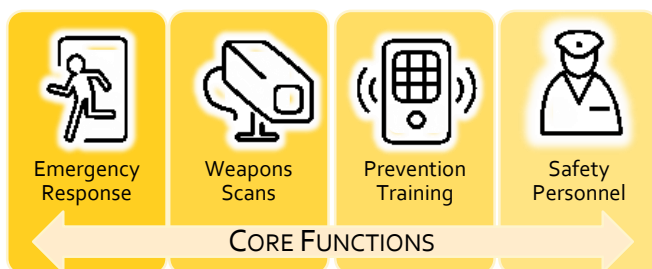 Emergency
Response
Weapons
Scans
Prevention
Training
Safety
Personnel
CORE FUNCTIONS